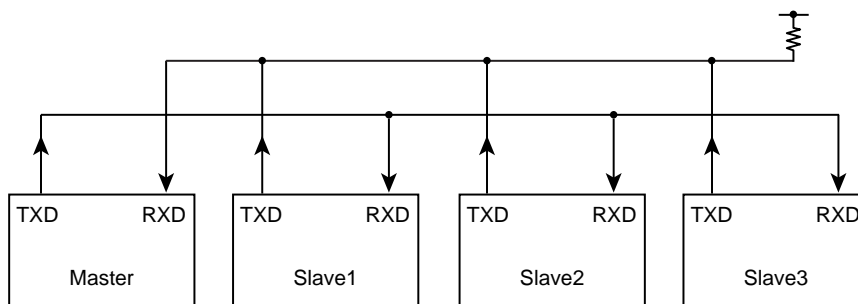 TXD RXD TXD RXD TXD RXD TXD RXD
Master Slave1 Slave2 Slave3